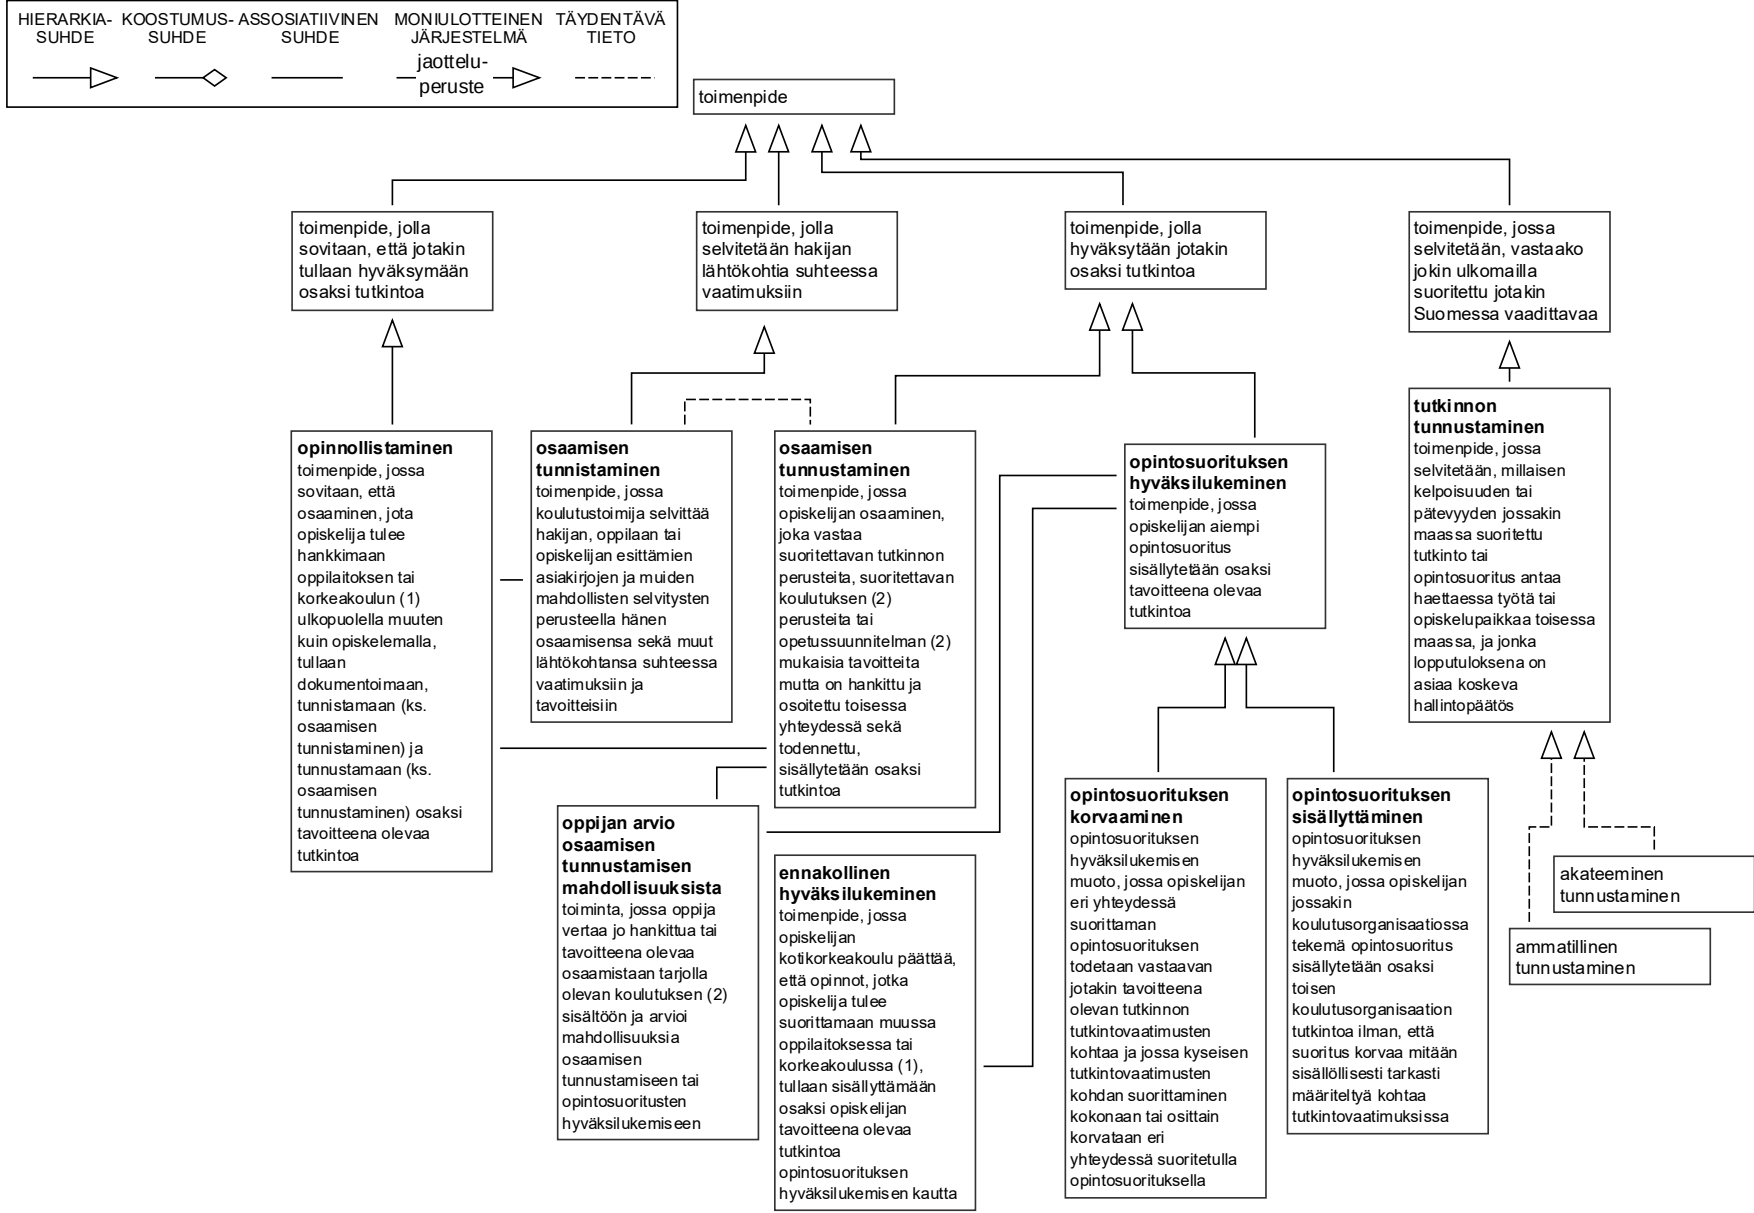 HIERARKIA-
SUHDE
KOOSTUMUS-
SUHDE
ASSOSIATIIVINEN
SUHDE
MONIULOTTEINEN
JÄRJESTELMÄ
jaottelu-
peruste
TÄYDENTÄVÄ
TIETO
toimenpide
toimenpide, jolla
sovitaan, että jotakin
tullaan hyväksymään
osaksi tutkintoa
toimenpide, jolla
selvitetään hakijan
lähtökohtia suhteessa
vaatimuksiin
toimenpide, jolla
hyväksytään jotakin
osaksi tutkintoa
toimenpide, jossa
selvitetään, vastaako
jokin ulkomailla
suoritettu jotakin
Suomessa vaadittavaa
opinnollistaminen
toimenpide, jossa
sovitaan, että
osaaminen, jota
opiskelija tulee
hankkimaan
oppilaitoksen tai
korkeakoulun (1)
ulkopuolella muuten
kuin opiskelemalla,
tullaan
dokumentoimaan,
tunnistamaan (ks.
osaamisen
tunnistaminen) ja
tunnustamaan (ks.
osaamisen
tunnustaminen) osaksi
tavoitteena olevaa
tutkintoa
osaamisen
tunnistaminen
toimenpide, jossa
koulutustoimija selvittää
hakijan, oppilaan tai
opiskelijan esittämien
asiakirjojen ja muiden
mahdollisten selvitysten
perusteella hänen
osaamisensa sekä muut
lähtökohtansa suhteessa
vaatimuksiin ja
tavoitteisiin
osaamisen
tunnustaminen
toimenpide, jossa
opiskelijan osaaminen,
joka vastaa
suoritettavan tutkinnon
perusteita, suoritettavan
koulutuksen (2)
perusteita tai
opetussuunnitelman (2)
mukaisia tavoitteita
mutta on hankittu ja
osoitettu toisessa
yhteydessä sekä
todennettu,
sisällytetään osaksi
tutkintoa
opintosuorituksen
hyväksilukeminen
toimenpide, jossa
opiskelijan aiempi
opintosuoritus
sisällytetään osaksi
tavoitteena olevaa
tutkintoa
tutkinnon
tunnustaminen
toimenpide, jossa
selvitetään, millaisen
kelpoisuuden tai
pätevyyden jossakin
maassa suoritettu
tutkinto tai
opintosuoritus antaa
haettaessa työtä tai
opiskelupaikkaa toisessa
maassa, ja jonka
lopputuloksena on
asiaa koskeva
hallintopäätös
oppijan arvio
osaamisen
tunnustamisen
mahdollisuuksista
toiminta, jossa oppija
vertaa jo hankittua tai
tavoitteena olevaa
osaamistaan tarjolla
olevan koulutuksen (2)
sisältöön ja arvioi
mahdollisuuksia
osaamisen
tunnustamiseen tai
opintosuoritusten
hyväksilukemiseen
ennakollinen
hyväksilukeminen
toimenpide, jossa
opiskelijan
kotikorkeakoulu päättää,
että opinnot, jotka
opiskelija tulee
suorittamaan muussa
oppilaitoksessa tai
korkeakoulussa (1),
tullaan sisällyttämään
osaksi opiskelijan
tavoitteena olevaa
tutkintoa
opintosuorituksen
hyväksilukemisen kautta
opintosuorituksen
korvaaminen
opintosuorituksen
hyväksilukemisen
muoto, jossa opiskelijan
eri yhteydessä
suorittaman
opintosuorituksen
todetaan vastaavan
jotakin tavoitteena
olevan tutkinnon
tutkintovaatimusten
kohtaa ja jossa kyseisen
tutkintovaatimusten
kohdan suorittaminen
kokonaan tai osittain
korvataan eri
yhteydessä suoritetulla
opintosuorituksella
opintosuorituksen
sisällyttäminen
opintosuorituksen
hyväksilukemisen
muoto, jossa opiskelijan
jossakin
koulutusorganisaatiossa
tekemä opintosuoritus
sisällytetään osaksi
toisen
koulutusorganisaation
tutkintoa ilman, että
suoritus korvaa mitään
sisällöllisesti tarkasti
määriteltyä kohtaa
tutkintovaatimuksissa
akateeminen
tunnustaminen
ammatillinen
tunnustaminen